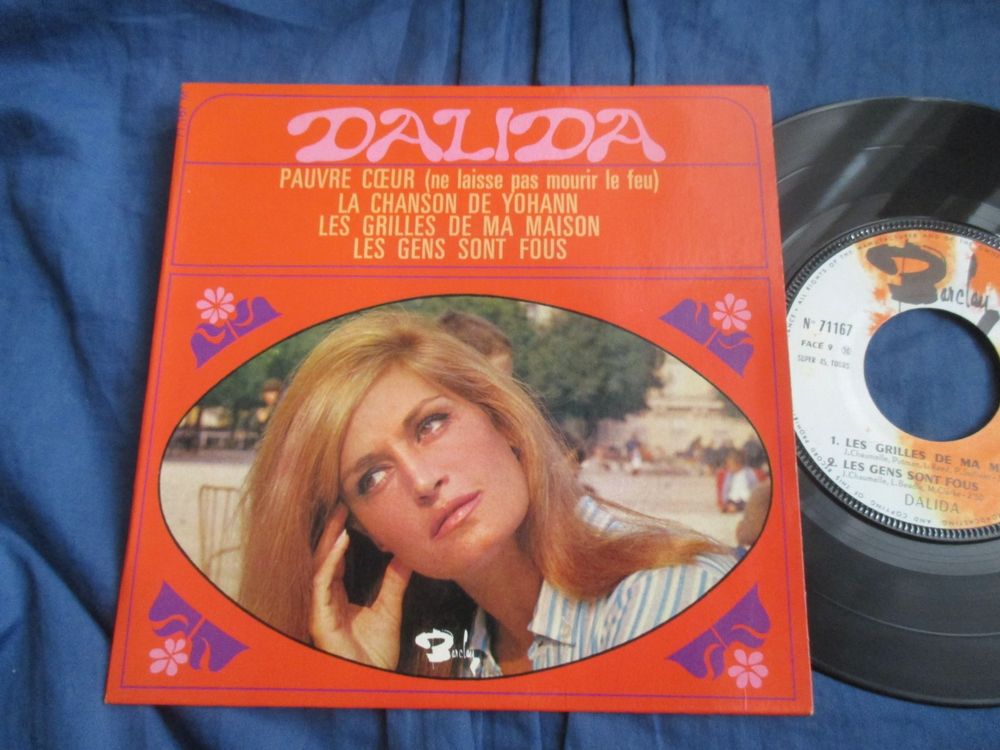 DALIDA
PAUVRE CŒUR (ne laisse pas mourir le feu)
LA CHANSON DE YOHANN
LES GRILLES DE MA MAISON
LES GENS SONT FOUS
Barclay
Barclay
No 71167
FACE 2
SUPER 45 TOURS
1. LES GRILLES DE MA M
2. LES GENS SONT FOUS
DALIDA